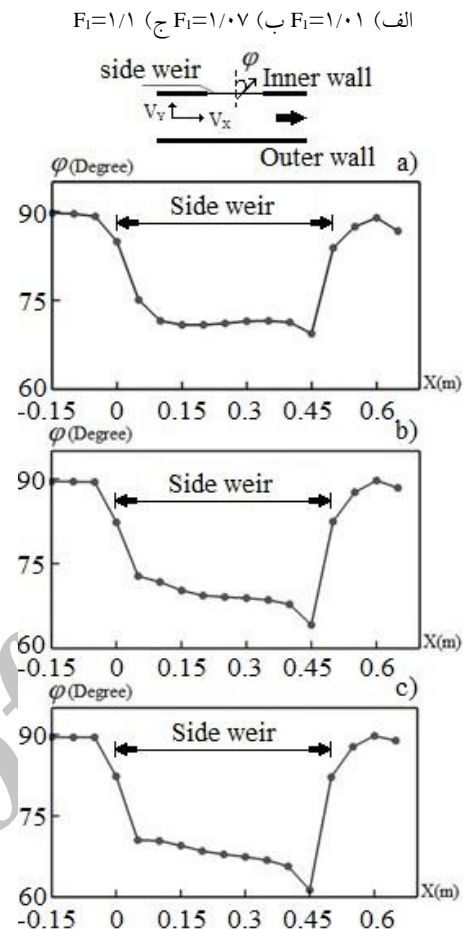 الف) F₁=۱/۰۱ ب) F₁=۱/۰۷ ج) F₁=۱/۱
φ
side weir
Inner wall
V_Y
V_X
Outer wall
φ(Degree) a)
90
Side weir
75
60
X(m)
-0.15 0 0.15 0.3 0.45 0.6
φ(Degree) b)
90
Side weir
75
60
X(m)
-0.15 0 0.15 0.3 0.45 0.6
φ(Degree) c)
90
Side weir
75
60
X(m)
-0.15 0 0.15 0.3 0.45 0.6